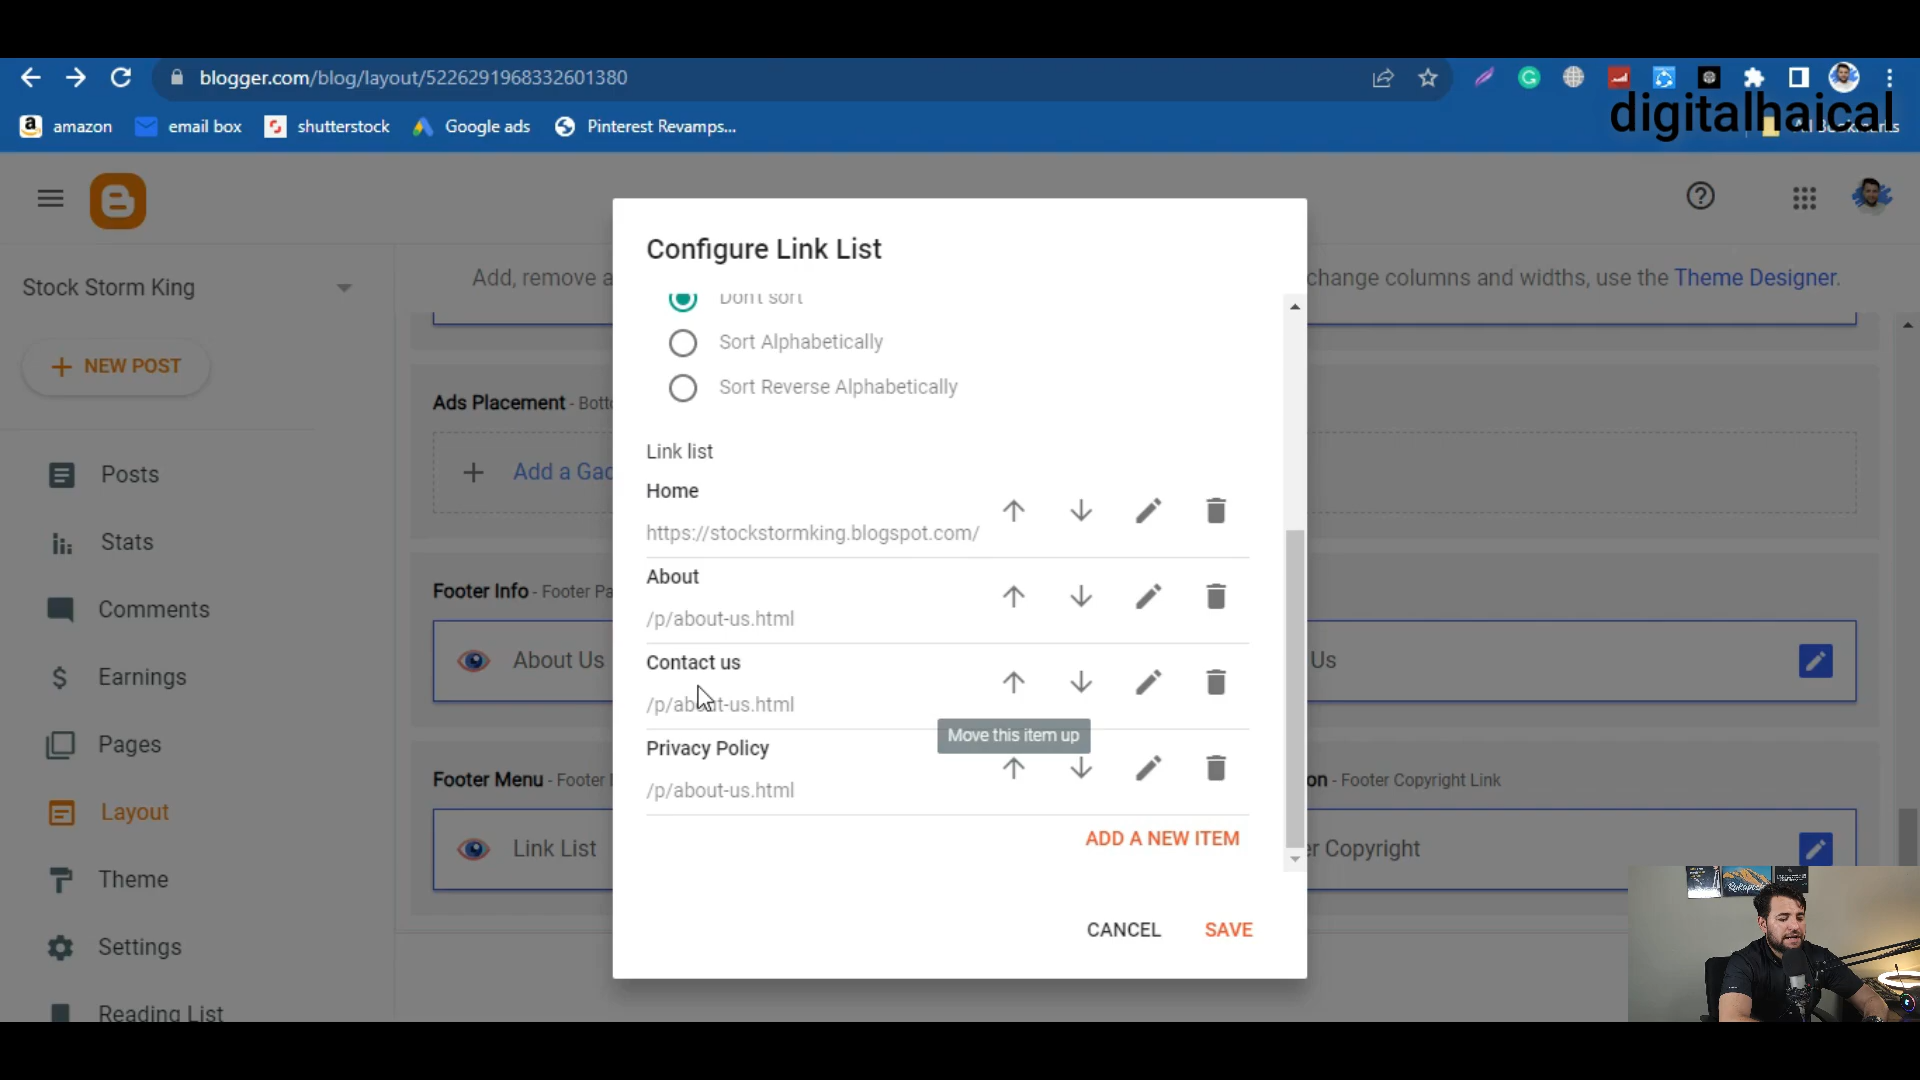 blogger.com/blog/layout/5226291968332601380
amazon
email box
shutterstock
Google ads
Pinterest Revamps...
digitalhaical
All Bookmarks
Stock Storm King
NEW POST
Posts
Stats
Comments
Earnings
Pages
Layout
Theme
Settings
Reading List
Add, remove a
change columns and widths, use the Theme Designer.
Ads Placement - Bott
Add a Gad
Footer Info - Footer Pa
About Us
Us
Footer Menu - Footer
on - Footer Copyright Link
Link List
er Copyright
Configure Link List
Don't sort
Sort Alphabetically
Sort Reverse Alphabetically
Link list
Home
https://stockstormking.blogspot.com/
About
/p/about-us.html
Contact us
/p/about-us.html
Move this item up
Privacy Policy
/p/about-us.html
ADD A NEW ITEM
CANCEL
SAVE